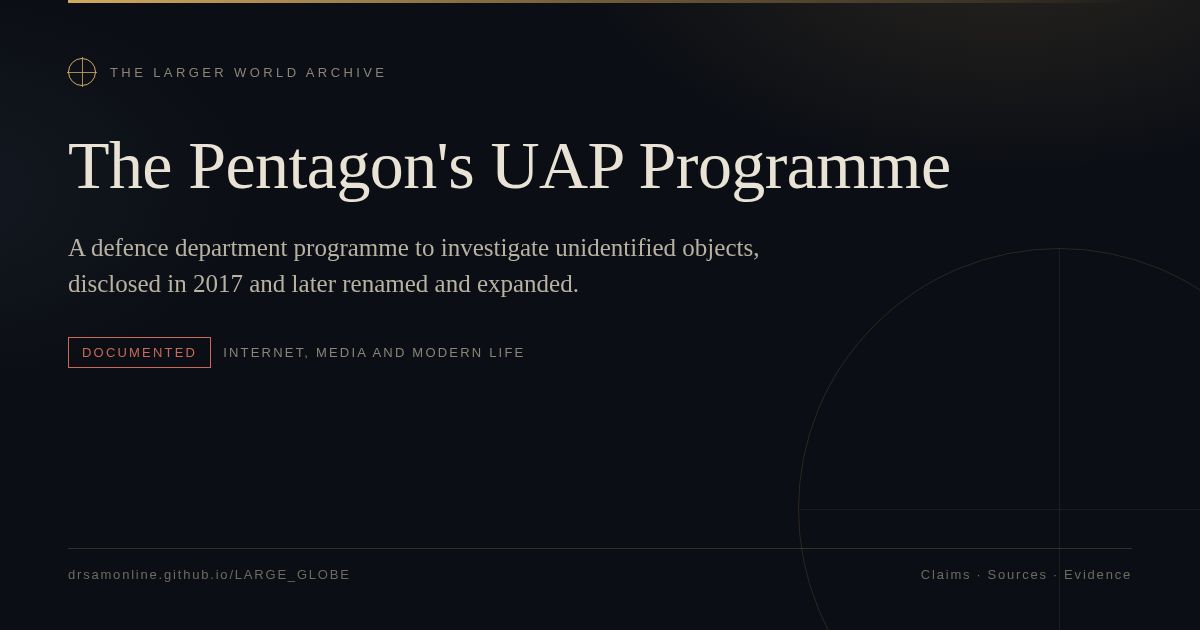 THE LARGER WORLD ARCHIVE
The Pentagon's UAP Programme
A defence department programme to investigate unidentified objects,
disclosed in 2017 and later renamed and expanded.
DOCUMENTED INTERNET, MEDIA AND MODERN LIFE
drsamonline.github.io/LARGE_GLOBE
Claims · Sources · Evidence